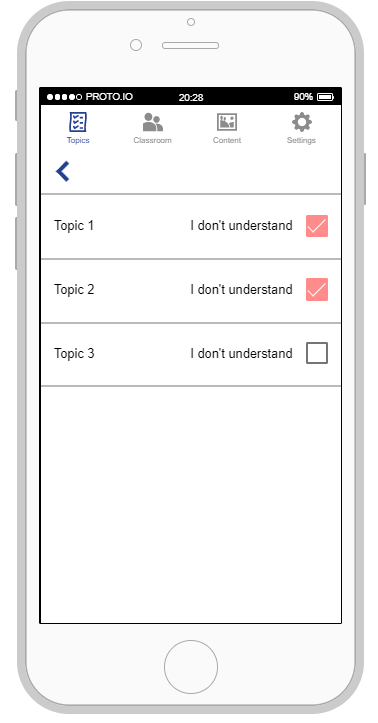 PROTO.IO 20:28 90%
Topics Classroom Content Settings
Topic 1 I don't understand
Topic 2 I don't understand
Topic 3 I don't understand